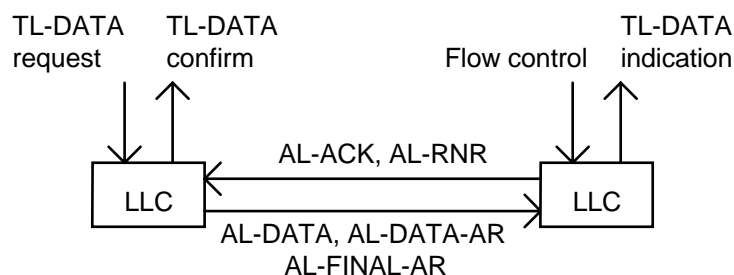 TL-DATA request
TL-DATA confirm
Flow control
TL-DATA indication
AL-ACK, AL-RNR
LLC
LLC
AL-DATA, AL-DATA-AR
AL-FINAL-AR